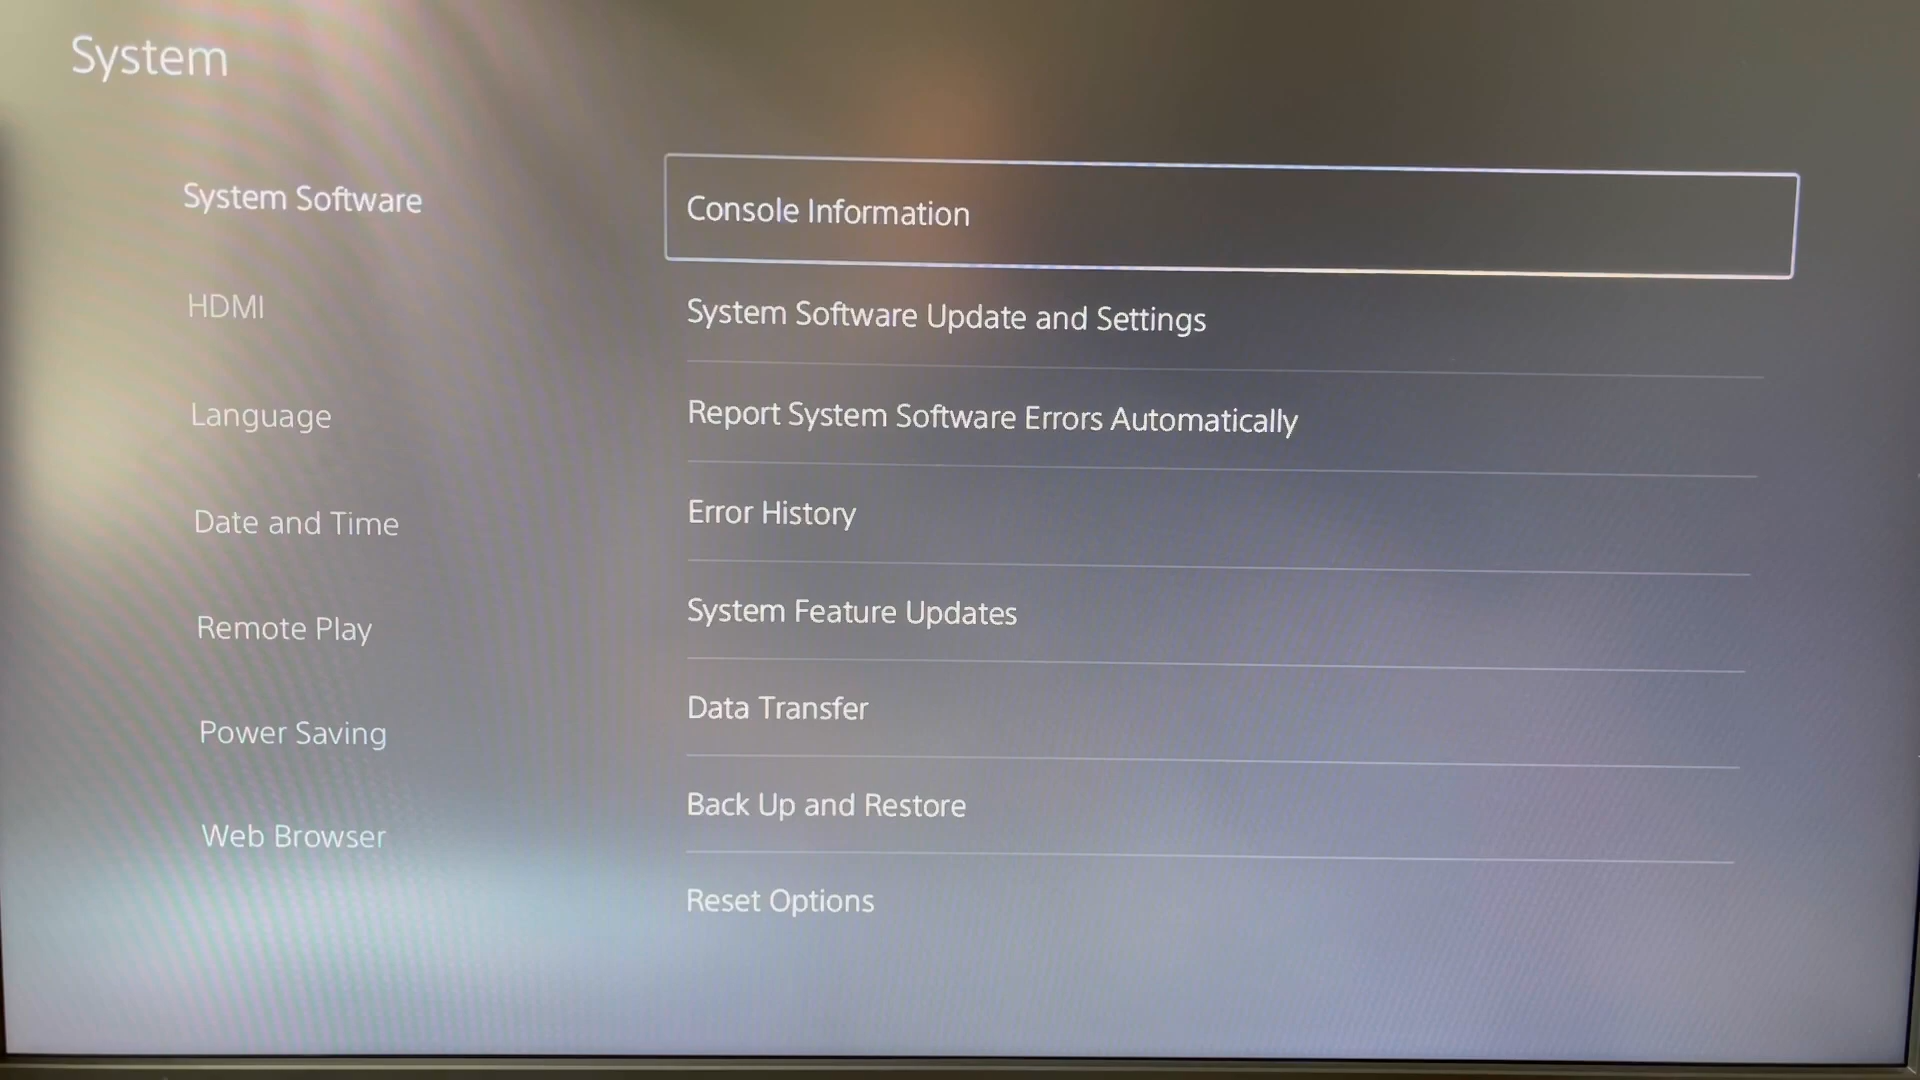 System
System Software
HDMI
Language
Date and Time
Remote Play
Power Saving
Web Browser
Console Information
System Software Update and Settings
Report System Software Errors Automatically
Error History
System Feature Updates
Data Transfer
Back Up and Restore
Reset Options